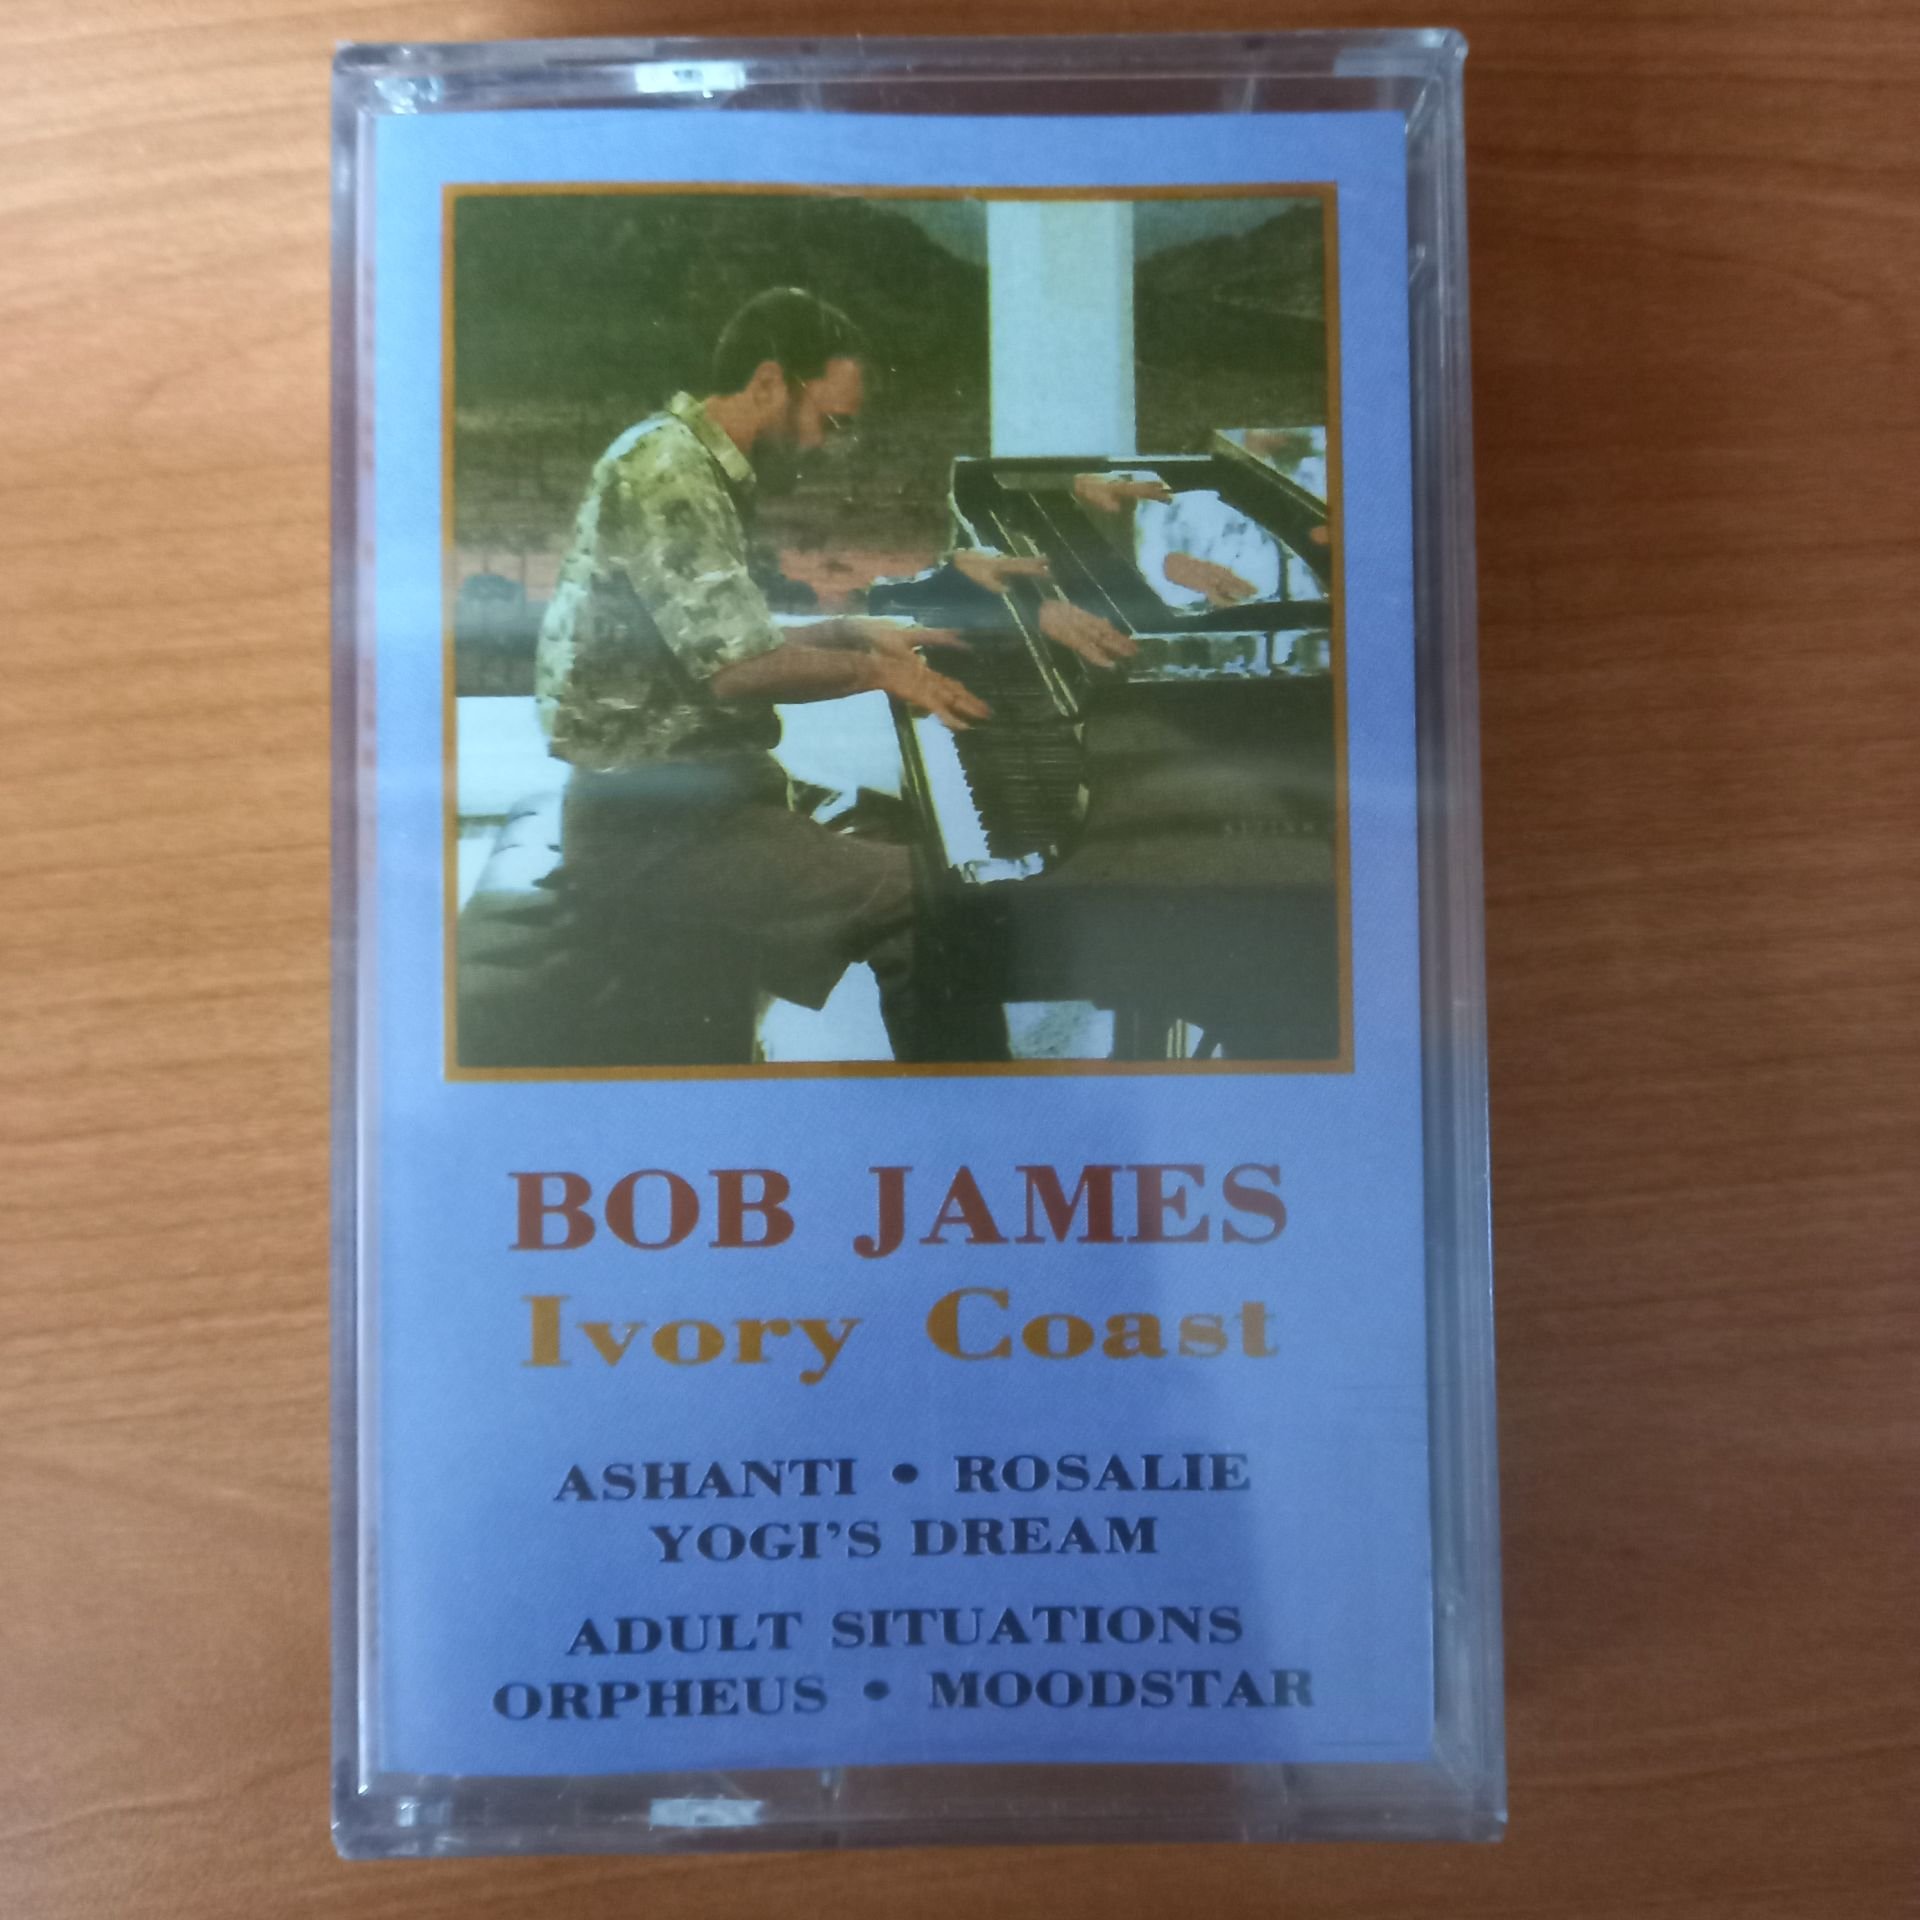 BOB JAMES
Ivory Coast
ASHANTI • ROSALIE
YOGI'S DREAM
ADULT SITUATIONS
ORPHEUS • MOODSTAR